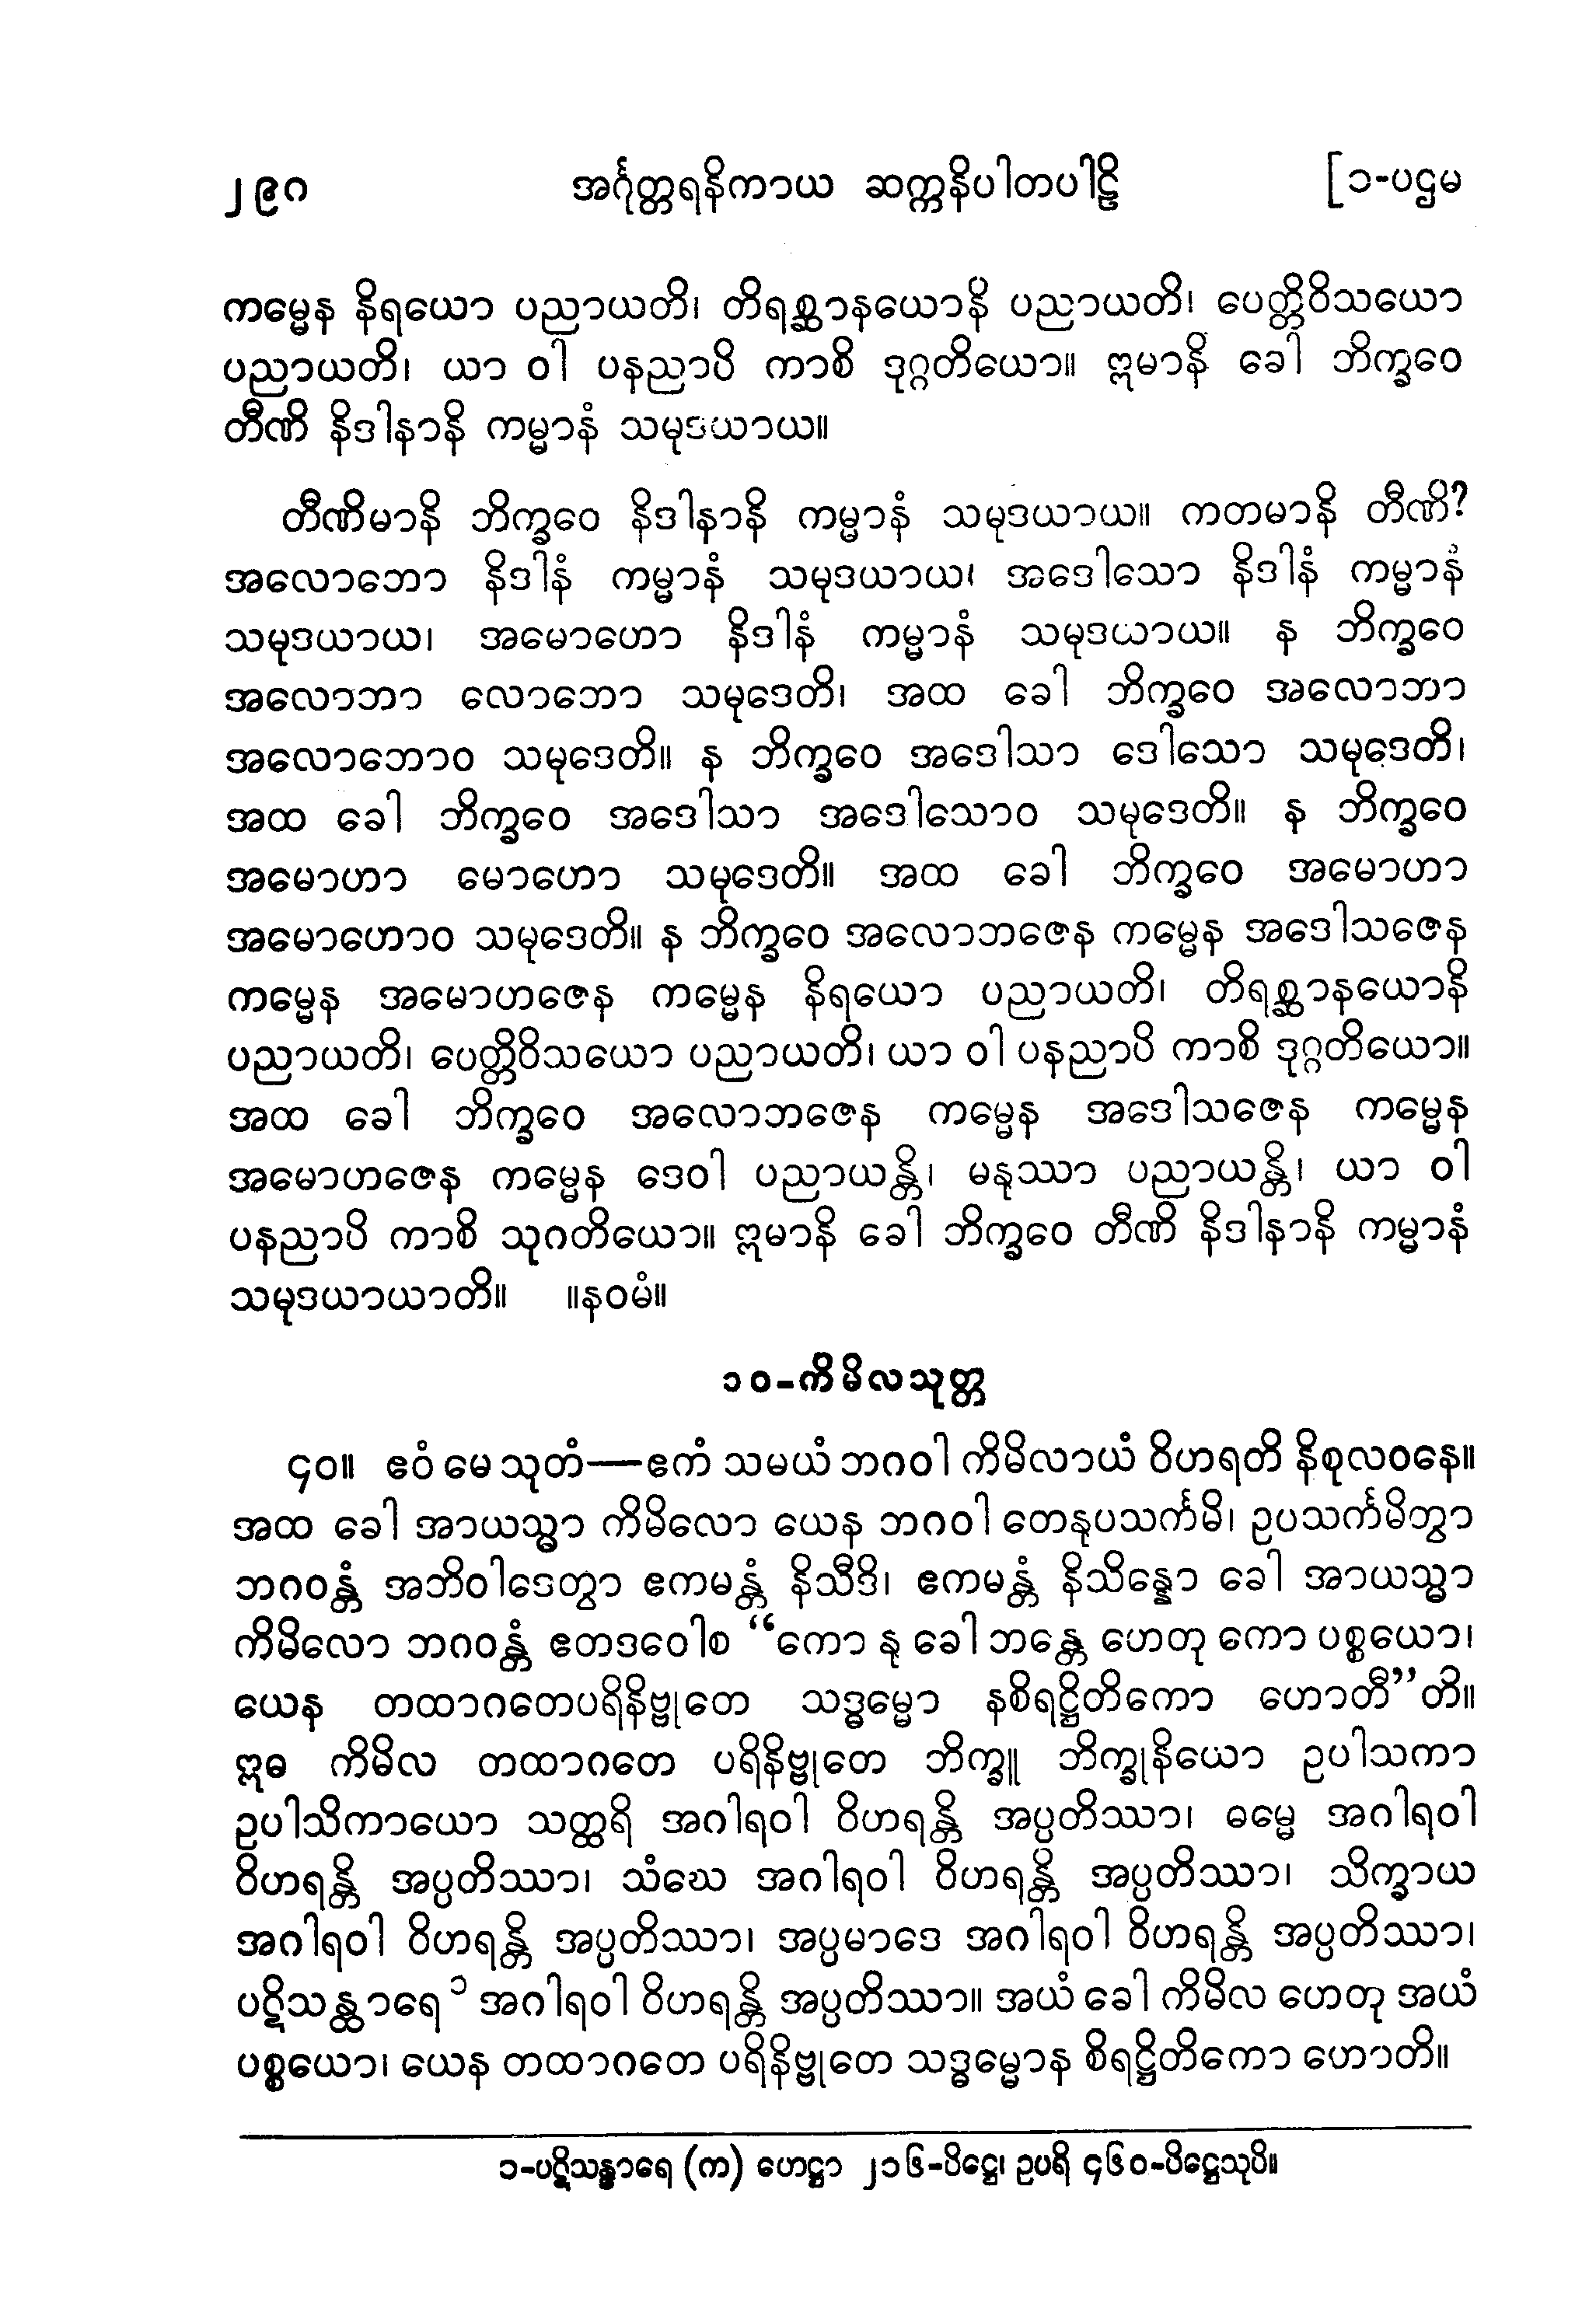 ၂၉၀ အင်္ဂုတ္တရနိကာယ ဆက္ကနိပါတပါဠိ [၁-ပဌမ
ကမ္မေန နိရယော ပညာယတိ၊ တိရစ္ဆာနယောနိ ပညာယတိ၊ ပေတ္တိဝိသယော
ပညာယတိ၊ ယာ ဝါ ပနညာပိ ကာစိ ဒုဂ္ဂတိယော။ ဣမာနိ ခေါ ဘိက္ခဝေ
တီဏိ နိဒါနာနိ ကမ္မာနံ သမုဒယာယ။
တီဏိမာနိ ဘိက္ခဝေ နိဒါနာနိ ကမ္မာနံ သမုဒယာယ။ ကတမာနိ တီဏိ?
အလောဘော နိဒါနံ ကမ္မာနံ သမုဒယာယ၊ အဒေါသော နိဒါနံ ကမ္မာနံ
သမုဒယာယ၊ အမောဟော နိဒါနံ ကမ္မာနံ သမုဒယာယ။ န ဘိက္ခဝေ
အလောဘာ လောဘော သမုဒေတိ၊ အထ ခေါ ဘိက္ခဝေ အလောဘာ
အလောဘောဝ သမုဒေတိ။ န ဘိက္ခဝေ အဒေါသာ ဒေါသော သမုဒေတိ၊
အထ ခေါ ဘိက္ခဝေ အဒေါသာ အဒေါသောဝ သမုဒေတိ။ န ဘိက္ခဝေ
အမောဟာ မောဟော သမုဒေတိ။ အထ ခေါ ဘိက္ခဝေ အမောဟာ
အမောဟောဝ သမုဒေတိ။ န ဘိက္ခဝေ အလောဘဇေန ကမ္မေန အဒေါသဇေန
ကမ္မေန အမောဟဇေန ကမ္မေန နိရယော ပညာယတိ၊ တိရစ္ဆာနယောနိ
ပညာယတိ၊ ပေတ္တိဝိသယော ပညာယတိ၊ ယာ ဝါ ပနညာပိ ကာစိ ဒုဂ္ဂတိယော။
အထ ခေါ ဘိက္ခဝေ အလောဘဇေန ကမ္မေန အဒေါသဇေန ကမ္မေန
အမောဟဇေန ကမ္မေန ဒေဝါ ပညာယန္တိ၊ မနုဿာ ပညာယန္တိ၊ ယာ ဝါ
ပနညာပိ ကာစိ သုဂတိယော။ ဣမာနိ ခေါ ဘိက္ခဝေ တီဏိ နိဒါနာနိ ကမ္မာနံ
သမုဒယာယာတိ။ ။နဝမံ။
၁၀-ကိမိလသုတ္တ
၄၀။ ဧဝံ မေ သုတံ—ဧကံ သမယံ ဘဂဝါ ကိမိလာယံ ဝိဟရတိ နိစုလဝနေ။
အထ ခေါ အာယသ္မာ ကိမိလော ယေန ဘဂဝါ တေနုပသင်္ကမိ၊ ဥပသင်္ကမိတွာ
ဘဂဝန္တံ အဘိဝါဒေတွာ ဧကမန္တံ နိသီဒိ၊ ဧကမန္တံ နိသိန္နော ခေါ အာယသ္မာ
ကိမိလော ဘဂဝန္တံ ဧတဒဝေါစ “ကော နု ခေါ ဘန္တေ ဟေတု ကော ပစ္စယော၊
ယေန တထာဂတေပရိနိဗ္ဗုတေ သဒ္ဓမ္မော နစိရဋ္ဌိတိကော ဟောတီ”တိ။
ဣဓ ကိမိလ တထာဂတေ ပရိနိဗ္ဗုတေ ဘိက္ခူ ဘိက္ခုနိယော ဥပါသကာ
ဥပါသိကာယော သတ္ထရိ အဂါရဝါ ဝိဟရန္တိ အပ္ပတိဿာ၊ ဓမ္မေ အဂါရဝါ
ဝိဟရန္တိ အပ္ပတိဿာ၊ သံဃေ အဂါရဝါ ဝိဟရန္တိ အပ္ပတိဿာ၊ သိက္ခာယ
အဂါရဝါ ဝိဟရန္တိ အပ္ပတိဿာ၊ အပ္ပမာဒေ အဂါရဝါ ဝိဟရန္တိ အပ္ပတိဿာ၊
ပဋိသန္ထာရေ ၁ အဂါရဝါ ဝိဟရန္တိ အပ္ပတိဿာ။ အယံ ခေါ ကိမိလ ဟေတု အယံ
ပစ္စယော၊ ယေန တထာဂတေ ပရိနိဗ္ဗုတေ သဒ္ဓမ္မောန စိရဋ္ဌိတိကော ဟောတိ။
၁-ပဋိသန္ဓာရေ (က) ဟေဋ္ဌာ ၂၁၆-ပိဋ္ဌေ၊ ဥပရိ ၄၆၀-ပိဋ္ဌေသုပိ။